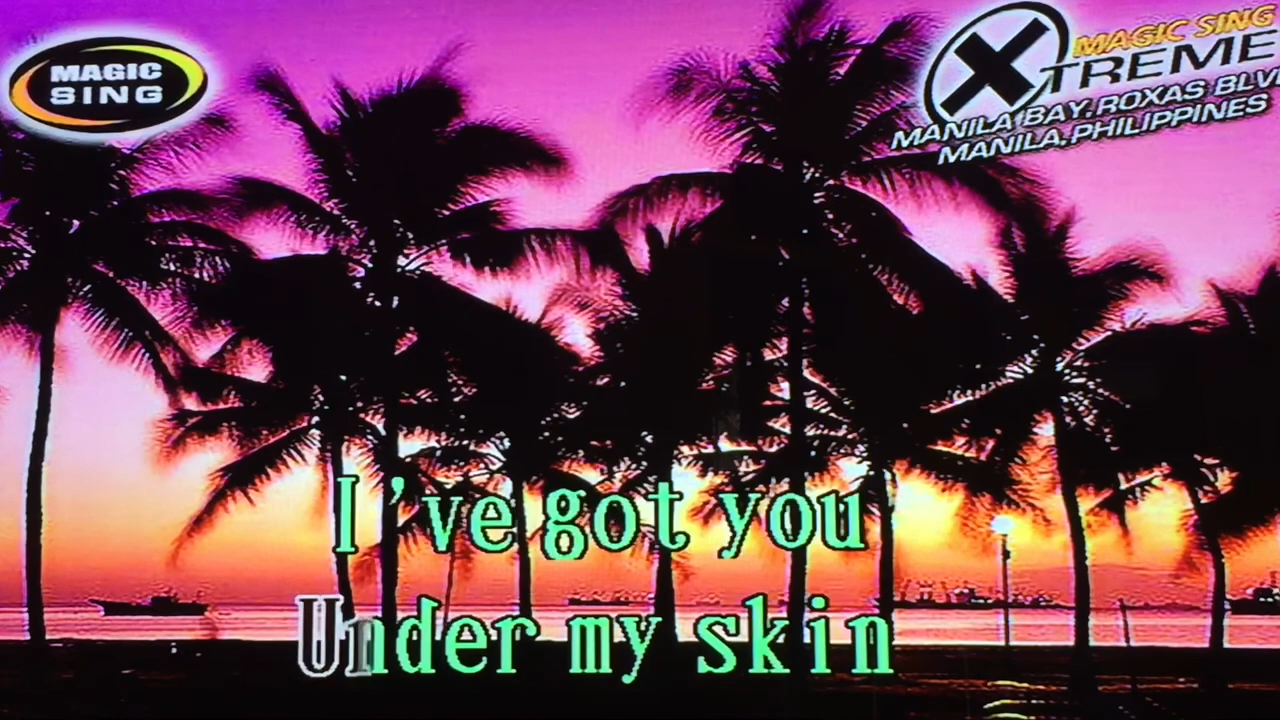 MAGIC
SING
MAGIC SING
XTREME
MANILA BAY, ROXAS BLV
MANILA, PHILIPPINES
I've got you
Under my skin